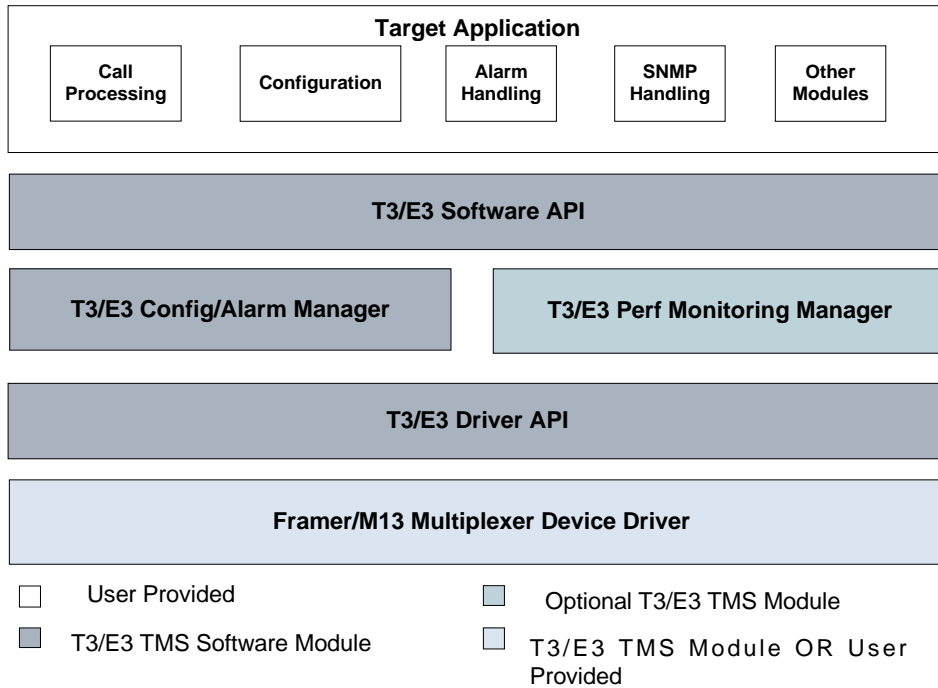 Target Application
Call
Processing
Configuration
Alarm
Handling
SNMP
Handling
Other
Modules
T3/E3 Software API
T3/E3 Config/Alarm Manager
T3/E3 Perf Monitoring Manager
T3/E3 Driver API
Framer/M13 Multiplexer Device Driver
User Provided
Optional T3/E3 TMS Module
T3/E3 TMS Software Module
T3/E3 TMS Module OR User
Provided